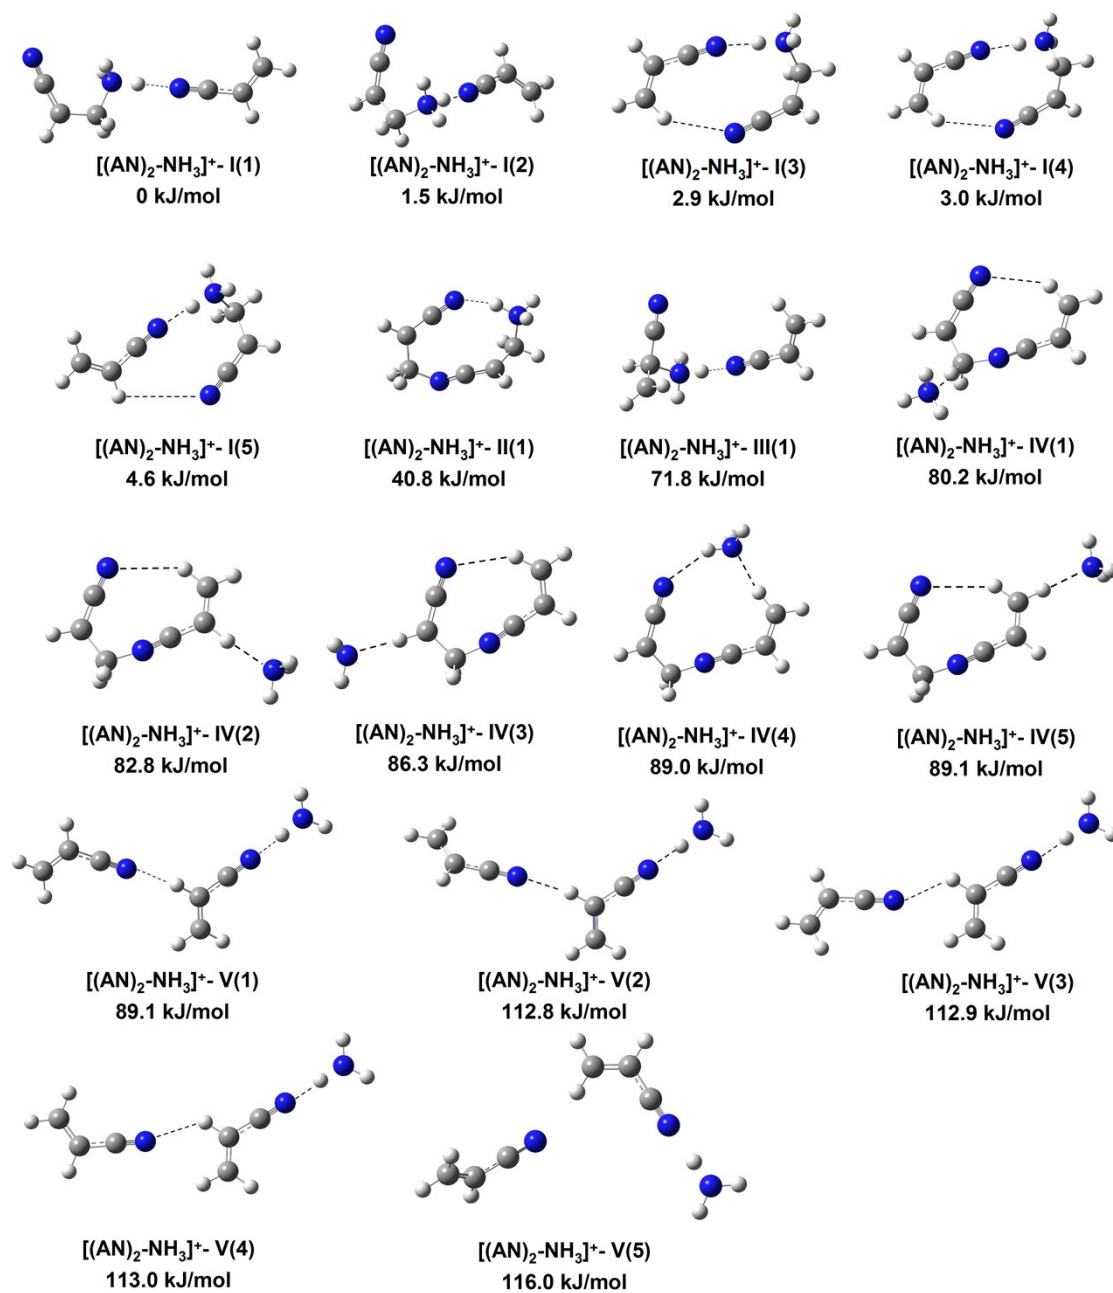 [(AN)₂-NH₃]⁺- I(1)
0 kJ/mol
[(AN)₂-NH₃]⁺- I(2)
1.5 kJ/mol
[(AN)₂-NH₃]⁺- I(3)
2.9 kJ/mol
[(AN)₂-NH₃]⁺- I(4)
3.0 kJ/mol
[(AN)₂-NH₃]⁺- I(5)
4.6 kJ/mol
[(AN)₂-NH₃]⁺- II(1)
40.8 kJ/mol
[(AN)₂-NH₃]⁺- III(1)
71.8 kJ/mol
[(AN)₂-NH₃]⁺- IV(1)
80.2 kJ/mol
[(AN)₂-NH₃]⁺- IV(2)
82.8 kJ/mol
[(AN)₂-NH₃]⁺- IV(3)
86.3 kJ/mol
[(AN)₂-NH₃]⁺- IV(4)
89.0 kJ/mol
[(AN)₂-NH₃]⁺- IV(5)
89.1 kJ/mol
[(AN)₂-NH₃]⁺- V(1)
89.1 kJ/mol
[(AN)₂-NH₃]⁺- V(2)
112.8 kJ/mol
[(AN)₂-NH₃]⁺- V(3)
112.9 kJ/mol
[(AN)₂-NH₃]⁺- V(4)
113.0 kJ/mol
[(AN)₂-NH₃]⁺- V(5)
116.0 kJ/mol